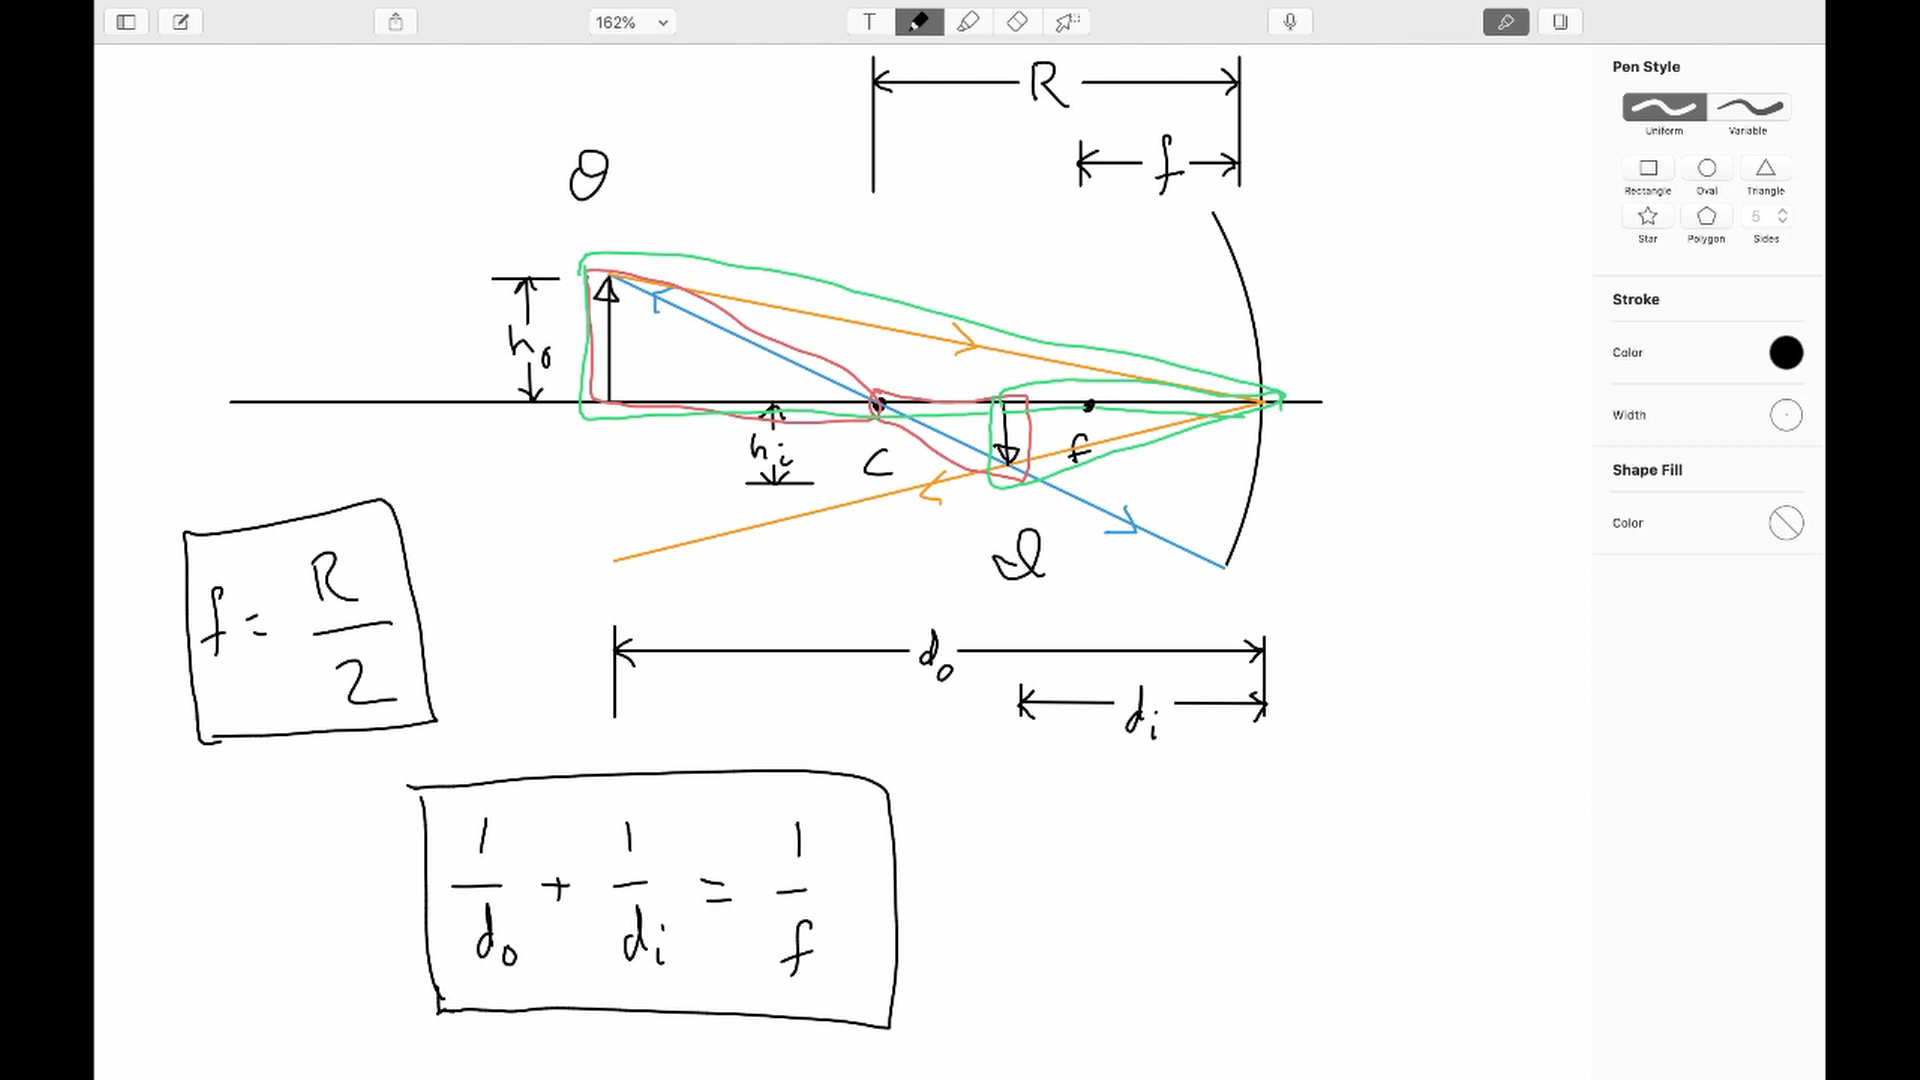 162%
T
Pen Style
Uniform Variable
Rectangle Oval Triangle
5
Star Polygon Sides
Stroke
Color
Width
Shape Fill
Color
R
f
O
h₀
hᵢ
C
f
I
f = R/2
d₀
dᵢ
1/d₀ + 1/dᵢ = 1/f